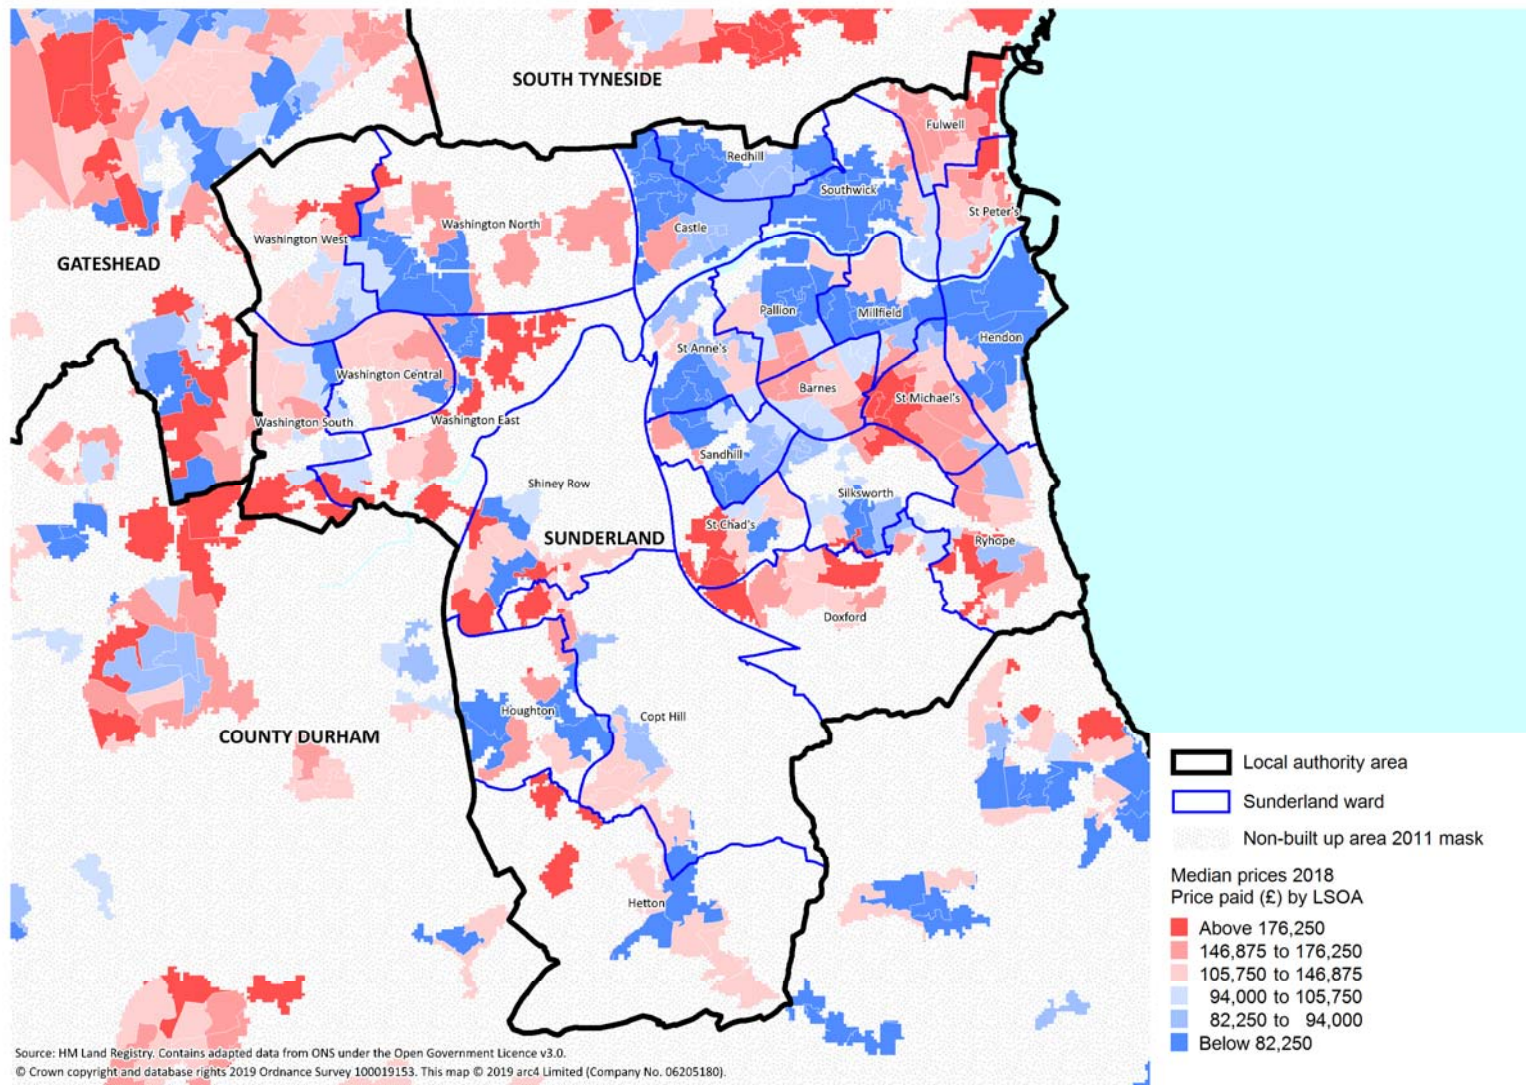 SOUTH TYNESIDE
Fulwell
Redhill
Southwick
St Peter's
Washington North
Castle
Washington West
GATESHEAD
Pallion
Millfield
Hendon
St Anne's
Washington Central
Barnes
St Michael's
Washington South
Washington East
Sandhill
Shiney Row
Silksworth
St Chad's
SUNDERLAND
Ryhope
Doxford
Houghton
Copt Hill
COUNTY DURHAM
Hetton
Local authority area
Sunderland ward
Non-built up area 2011 mask
Median prices 2018
Price paid (£) by LSOA
Above 176,250
146,875 to 176,250
105,750 to 146,875
94,000 to 105,750
82,250 to 94,000
Below 82,250
Source: HM Land Registry. Contains adapted data from ONS under the Open Government Licence v3.0.
© Crown copyright and database rights 2019 Ordnance Survey 100019153. This map © 2019 arc4 Limited (Company No. 06205180).